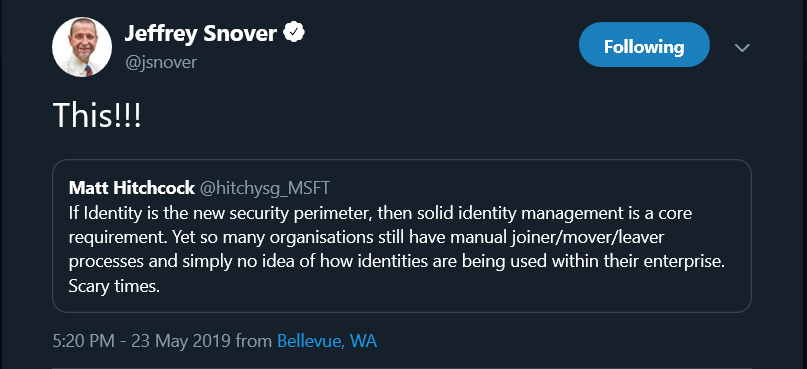 Jeffrey Snover
@jsnover
Following
This!!!
Matt Hitchcock @hitchysg_MSFT
If Identity is the new security perimeter, then solid identity management is a core
requirement. Yet so many organisations still have manual joiner/mover/leaver
processes and simply no idea of how identities are being used within their enterprise.
Scary times.
5:20 PM - 23 May 2019 from Bellevue, WA